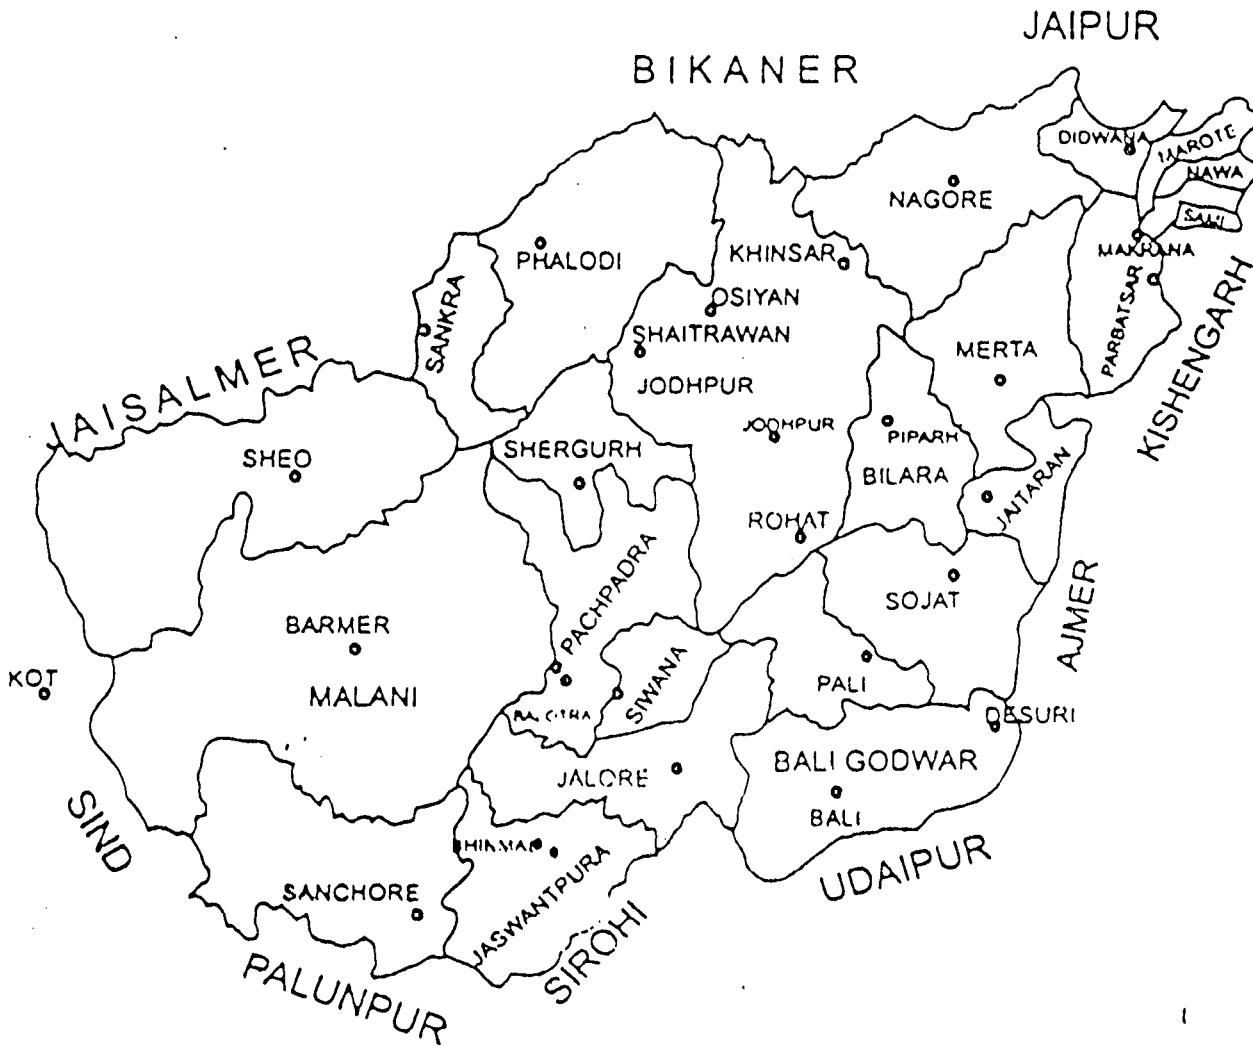 JAIPUR
BIKANER
DIDWANA
MAROTE
NAWA
NAGORE
MAKRANA
PHALODI
KHINSAR
OSIYAN
SANKRA
SHAITRAWAN
PARBATSAR
KISHENGARH
MERTA
JODHPUR
JAISALMER
JODHPUR
PIPARH
SHERGURH
SHEO
BILARA
JAITARAN
ROHAT
PACHPADRA
SOJAT
AJMER
BARMER
KOT
MALANI
SIWANA
PALI
DESURI
BALI GODWAR
JALORE
BALI
SIND
SANCHORE
JASWANTPURA
UDAIPUR
SIROHI
PALUNPUR